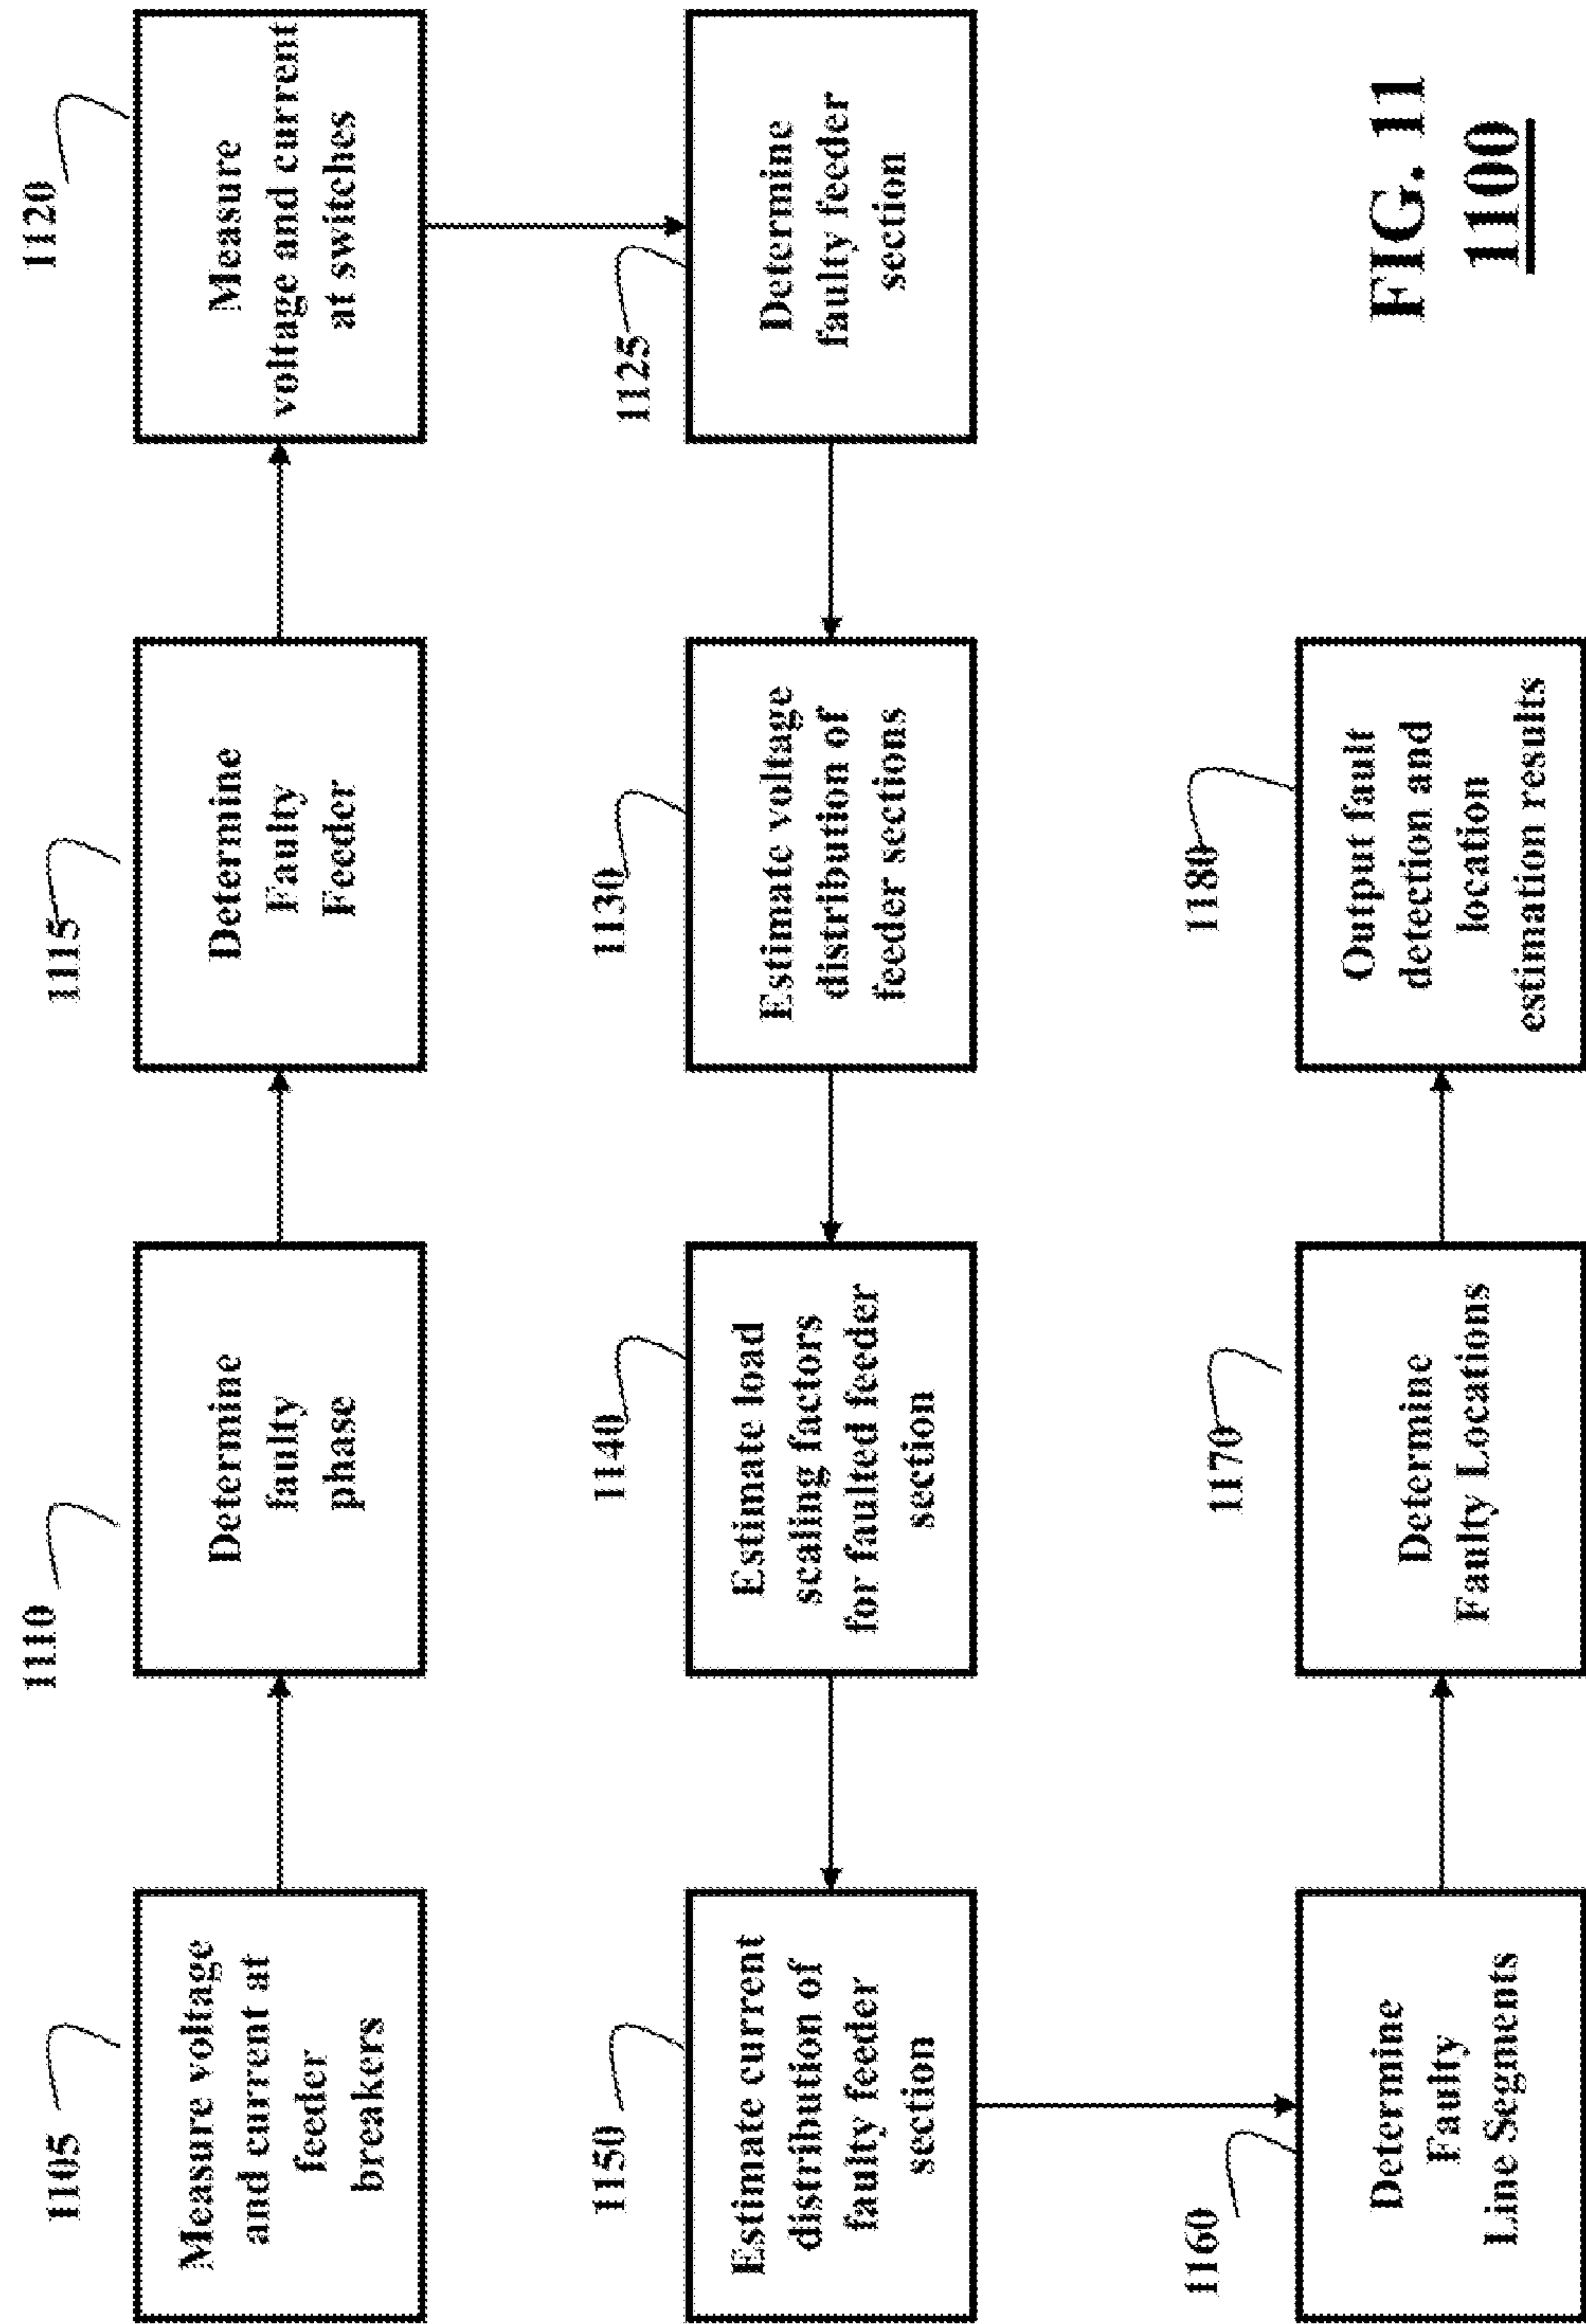 1105
Measure voltage
and current at
feeder
breakers
1110
Determine
faulty
phase
1115
Determine
Faulty
Feeder
1120
Measure
voltage and current
at switches
1125
Determine
faulty feeder
section
1130
Estimate voltage
distribution of
feeder sections
1140
Estimate load
scaling factors
for faulted feeder
section
1150
Estimate current
distribution of
faulty feeder
section
1160
Determine
Faulty
Line Segments
1170
Determine
Faulty Locations
1180
Output fault
detection and
location
estimation results
FIG. 11
1100